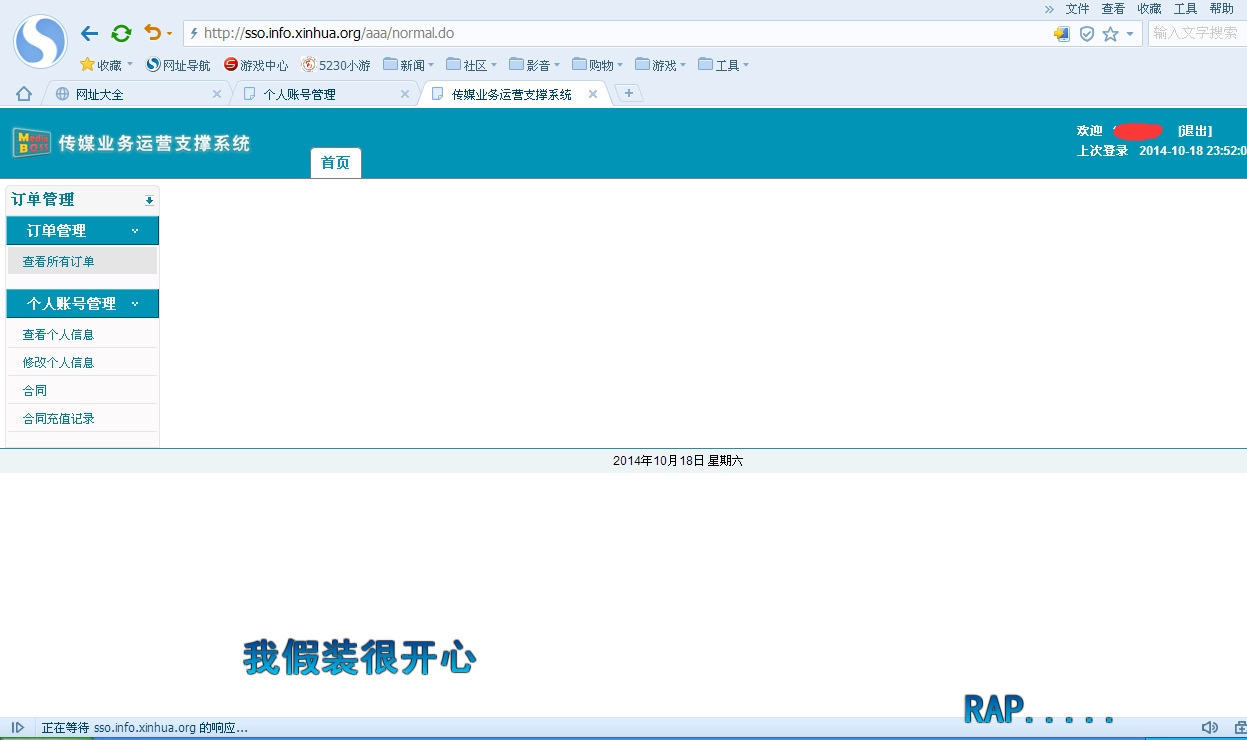 » 文件 查看 收藏 工具 帮助
http://sso.info.xinhua.org/aaa/normal.do 输入文字搜索
收藏 网址导航 游戏中心 5230小游 新闻 社区 影音 购物 游戏 工具
网址大全 个人账号管理 传媒业务运营支撑系统
Media BOSS 传媒业务运营支撑系统
首页
欢迎 [退出]
上次登录 2014-10-18 23:52:0
订单管理
订单管理
查看所有订单
个人账号管理
查看个人信息
修改个人信息
合同
合同充值记录
2014年10月18日 星期六
我假装很开心
RAP......
正在等待 sso.info.xinhua.org 的响应...